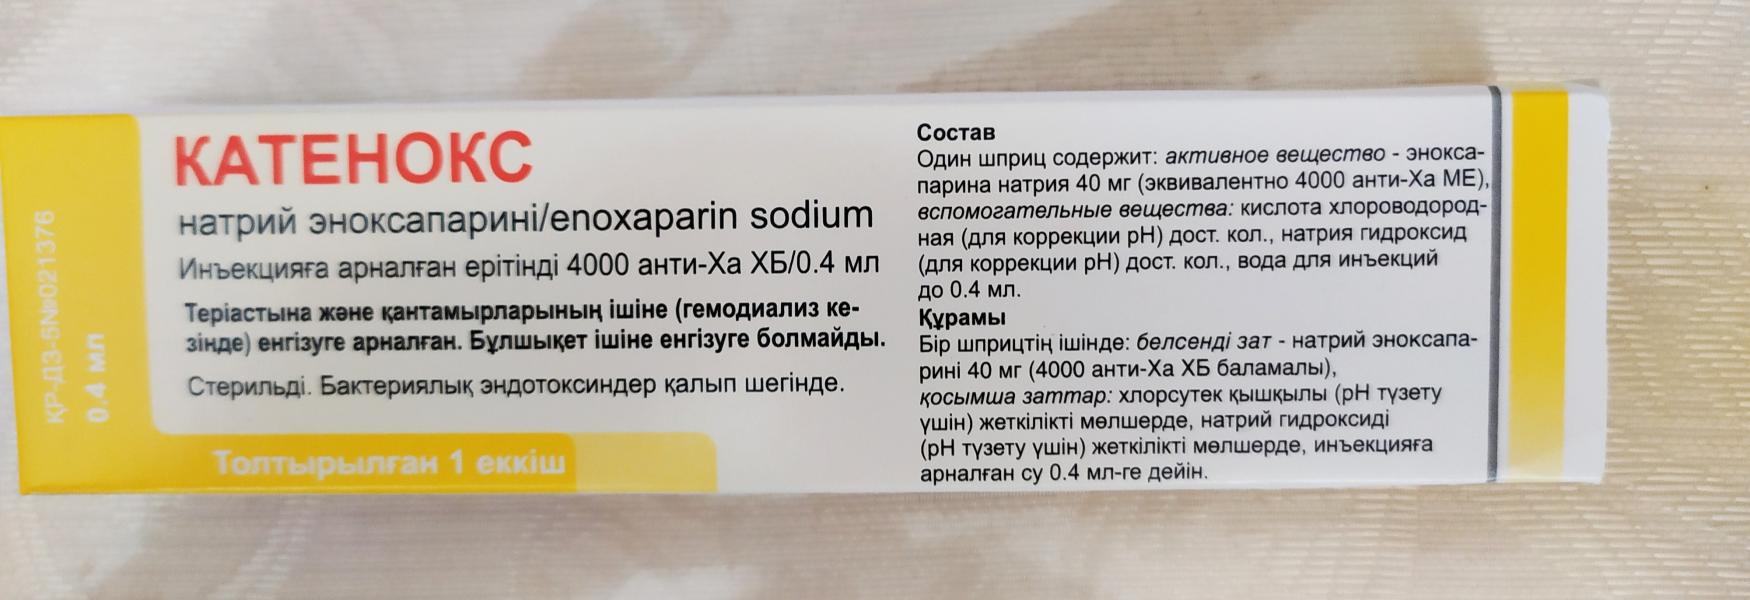 КАТЕНОКС
натрий эноксапарині/enoxaparin sodium
Инъекцияға арналған ерітінді 4000 анти-Ха ХБ/0.4 мл
Теріастына және қантамырларының ішіне (гемодиализ ке-
зінде) енгізуге арналған. Бұлшықет ішіне енгізуге болмайды.
Стерильді. Бактериялық эндотоксиндер қалып шегінде.
Толтырылған 1 еккіш
ҚР-ДЗ-5№021376
0.4 мл
Состав
Один шприц содержит: активное вещество - энокса-
парина натрия 40 мг (эквивалентно 4000 анти-Ха МЕ),
вспомогательные вещества: кислота хлороводород-
ная (для коррекции pH) дост. кол., натрия гидроксид
(для коррекции pH) дост. кол., вода для инъекций
до 0.4 мл.
Құрамы
Бір шприцтің ішінде: белсенді зат - натрий эноксапа-
рині 40 мг (4000 анти-Ха ХБ баламалы),
қосымша заттар: хлорсутек қышқылы (pH түзету
үшін) жеткілікті мөлшерде, натрий гидроксиді
(pH түзету үшін) жеткілікті мөлшерде, инъекцияға
арналған су 0.4 мл-ге дейін.